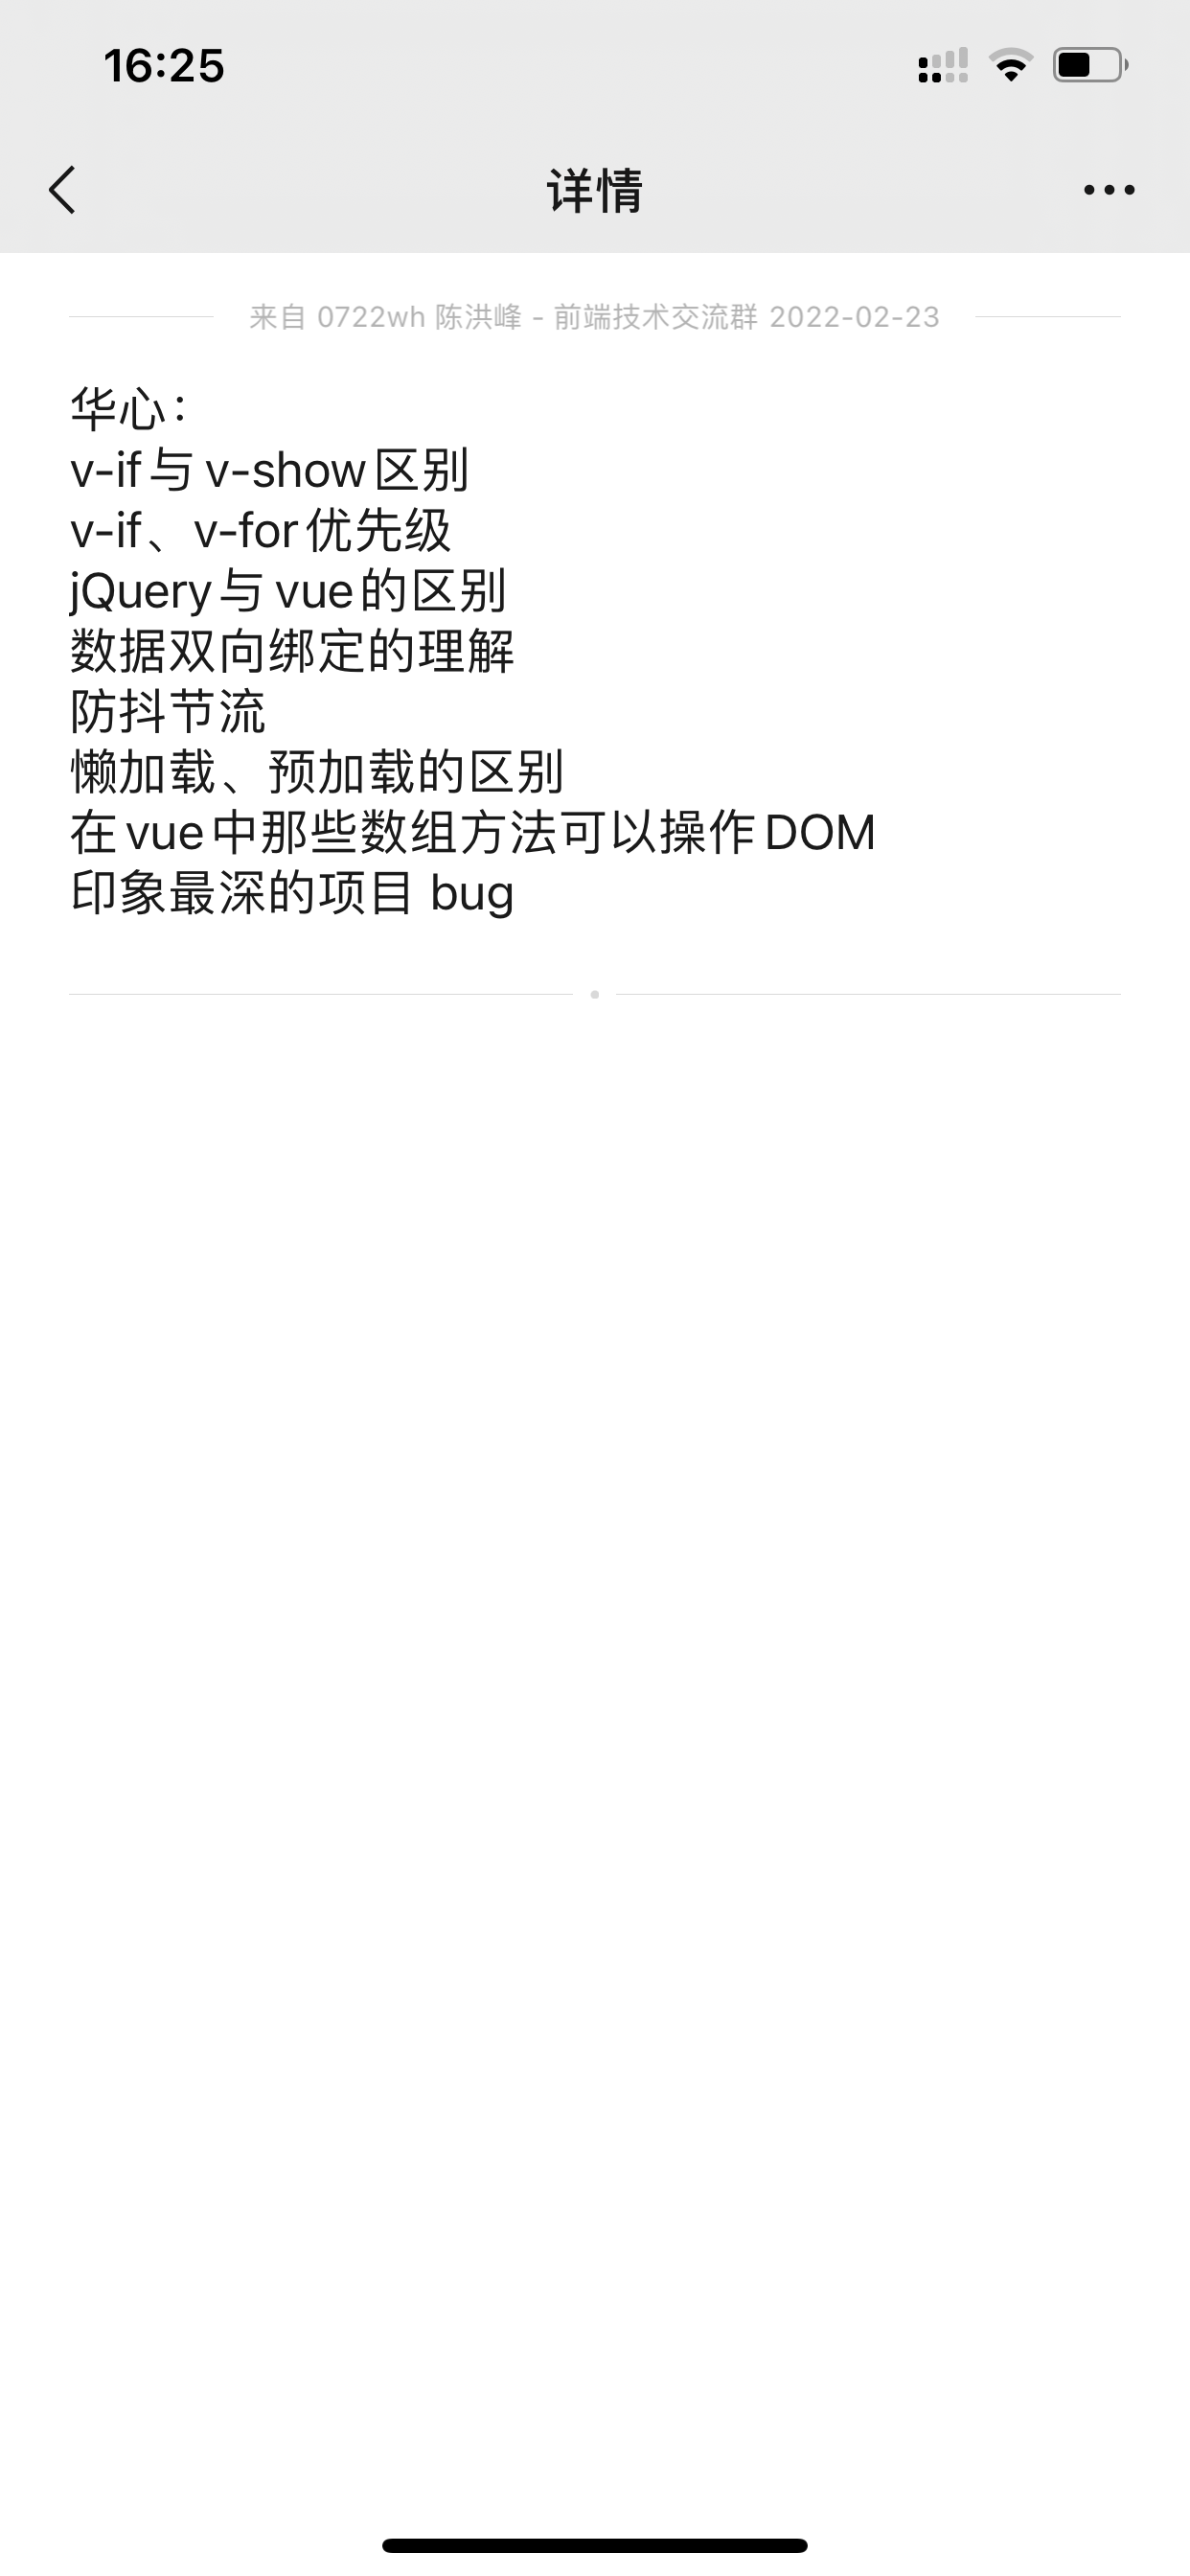 16:25
详情
来自 0722wh 陈洪峰 - 前端技术交流群 2022-02-23
华心：
v-if与v-show区别
v-if、v-for优先级
jQuery与vue的区别
数据双向绑定的理解
防抖节流
懒加载、预加载的区别
在vue中那些数组方法可以操作DOM
印象最深的项目 bug